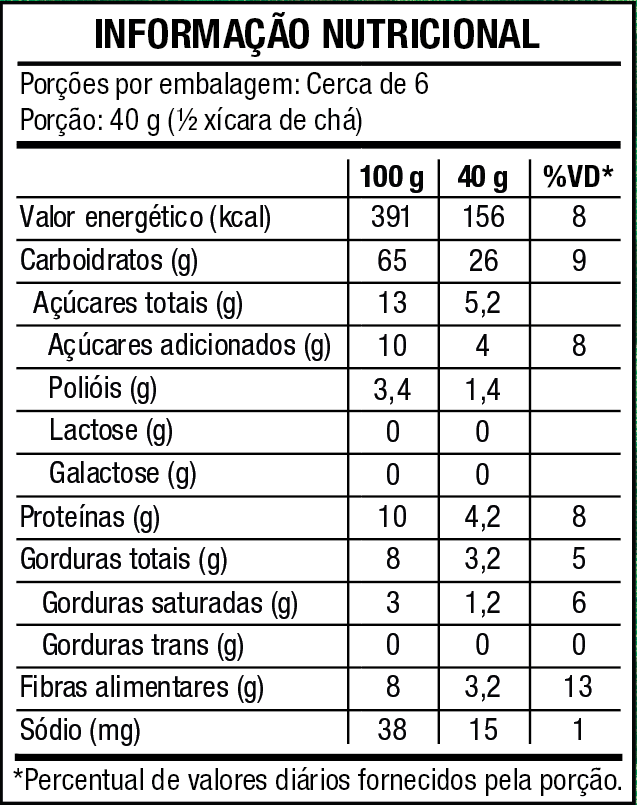 INFORMAÇÃO NUTRICIONAL
Porções por embalagem: Cerca de 6
Porção: 40 g (½ xícara de chá)
100 g 40 g %VD*
Valor energético (kcal) 391 156 8
Carboidratos (g) 65 26 9
Açúcares totais (g) 13 5,2
Açúcares adicionados (g) 10 4 8
Polióis (g) 3,4 1,4
Lactose (g) 0 0
Galactose (g) 0 0
Proteínas (g) 10 4,2 8
Gorduras totais (g) 8 3,2 5
Gorduras saturadas (g) 3 1,2 6
Gorduras trans (g) 0 0 0
Fibras alimentares (g) 8 3,2 13
Sódio (mg) 38 15 1
*Percentual de valores diários fornecidos pela porção.